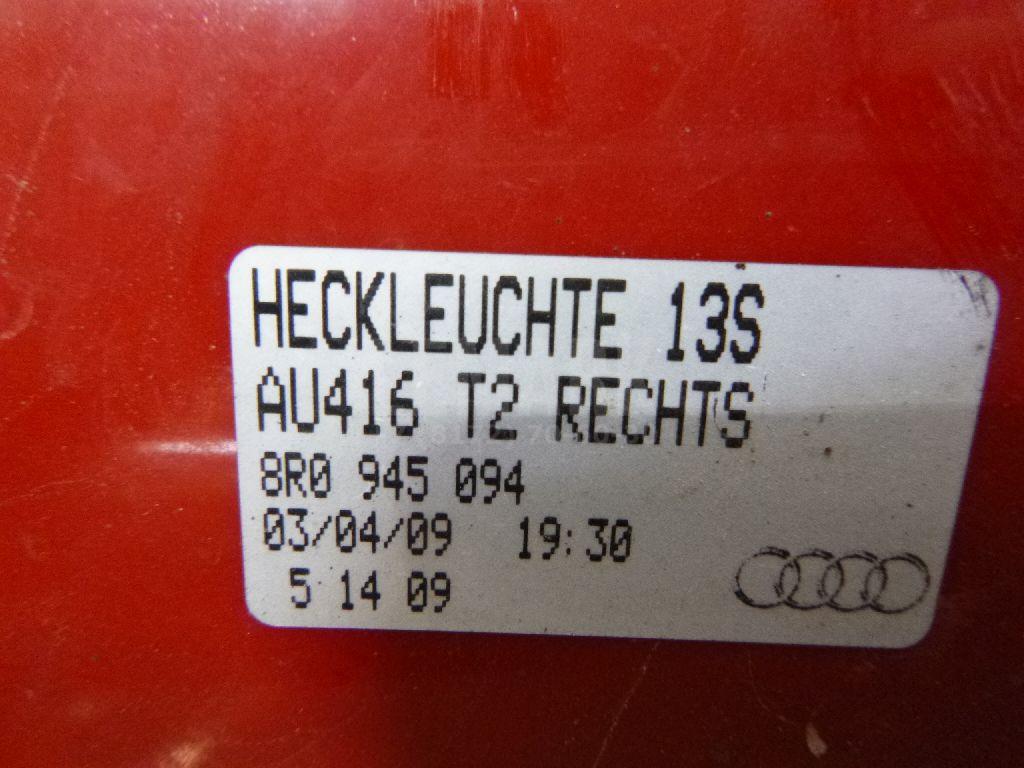 HECKLEUCHTE 13S
AU416 T2 RECHTS
8R0 945 094
03/04/09 19:30
5 14 09